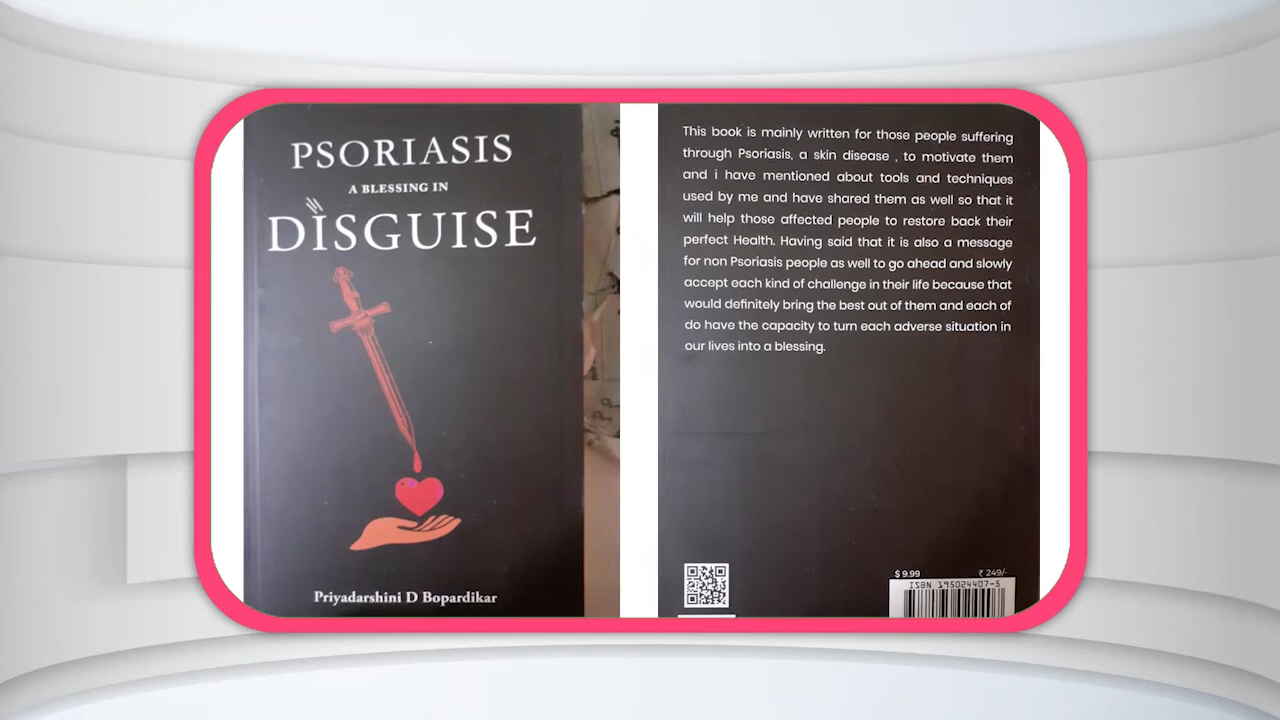 PSORIASIS
A BLESSING IN
DISGUISE
Priyadarshini D Bopardikar
This book is mainly written for those people suffering
through Psoriasis, a skin disease , to motivate them
and i have mentioned about tools and techniques
used by me and have shared them as well so that it
will help those affected people to restore back their
perfect Health. Having said that it is also a message
for non Psoriasis people as well to go ahead and slowly
accept each kind of challenge in their life because that
would definitely bring the best out of them and each of
do have the capacity to turn each adverse situation in
our lives into a blessing.
$ 9.99 ₹ 249/-
ISBN 195024407-5